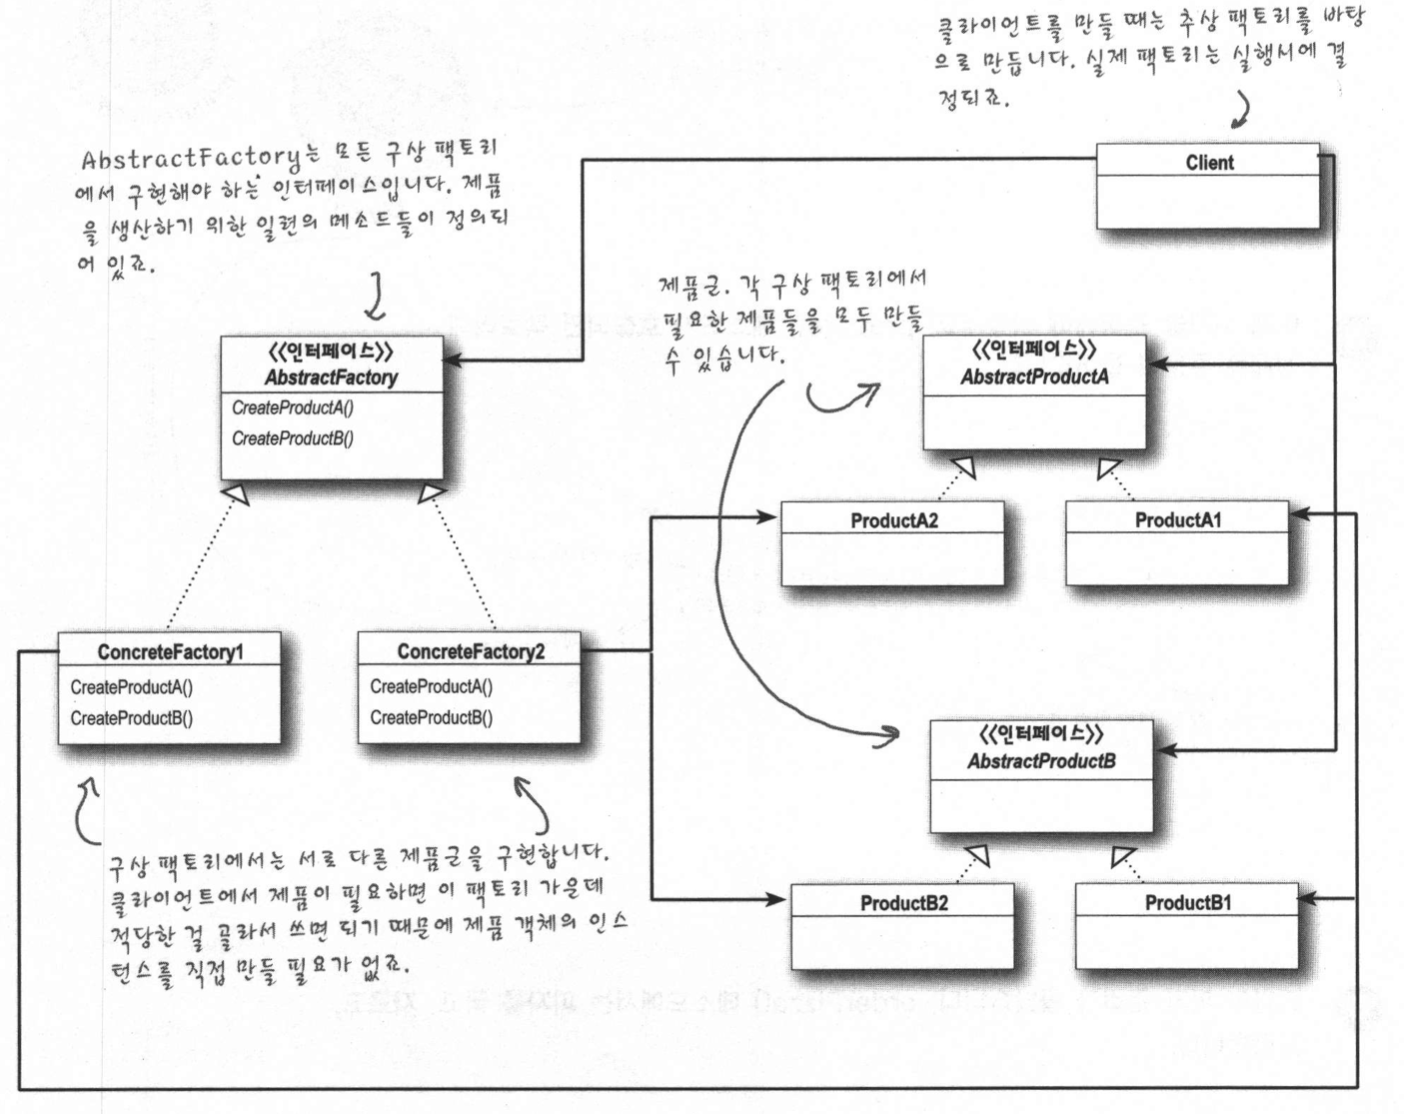 클라이언트를 만들 때는 추상 팩토리를 바탕
으로 만듭니다. 실제 팩토리는 실행시에 결
정되죠.
Client
AbstractFactory는 모든 구상 팩토리
에서 구현해야 하는 인터페이스입니다. 제품
을 생산하기 위한 일련의 메소드들이 정의되
어 있죠.
제품군. 각 구상 팩토리에서
필요한 제품들을 모두 만들
수 있습니다.
<<인터페이스>>
AbstractFactory
CreateProductA()
CreateProductB()
<<인터페이스>>
AbstractProductA
ProductA2
ProductA1
ConcreteFactory1
CreateProductA()
CreateProductB()
ConcreteFactory2
CreateProductA()
CreateProductB()
<<인터페이스>>
AbstractProductB
ProductB2
ProductB1
구상 팩토리에서는 서로 다른 제품군을 구현합니다.
클라이언트에서 제품이 필요하면 이 팩토리 가운데
적당한 걸 골라서 쓰면 되기 때문에 제품 객체의 인스
턴스를 직접 만들 필요가 없죠.